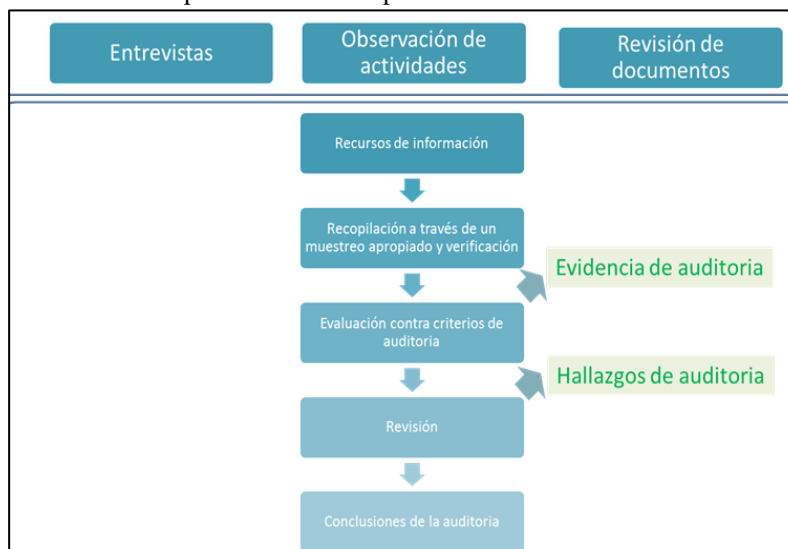 Entrevistas
Observación de
actividades
Revisión de
documentos
Recursos de información
Recopilación a través de un
muestreo apropiado y verificación
Evidencia de auditoria
Evaluación contra criterios de
auditoria
Hallazgos de auditoria
Revisión
Conclusiones de la auditoria